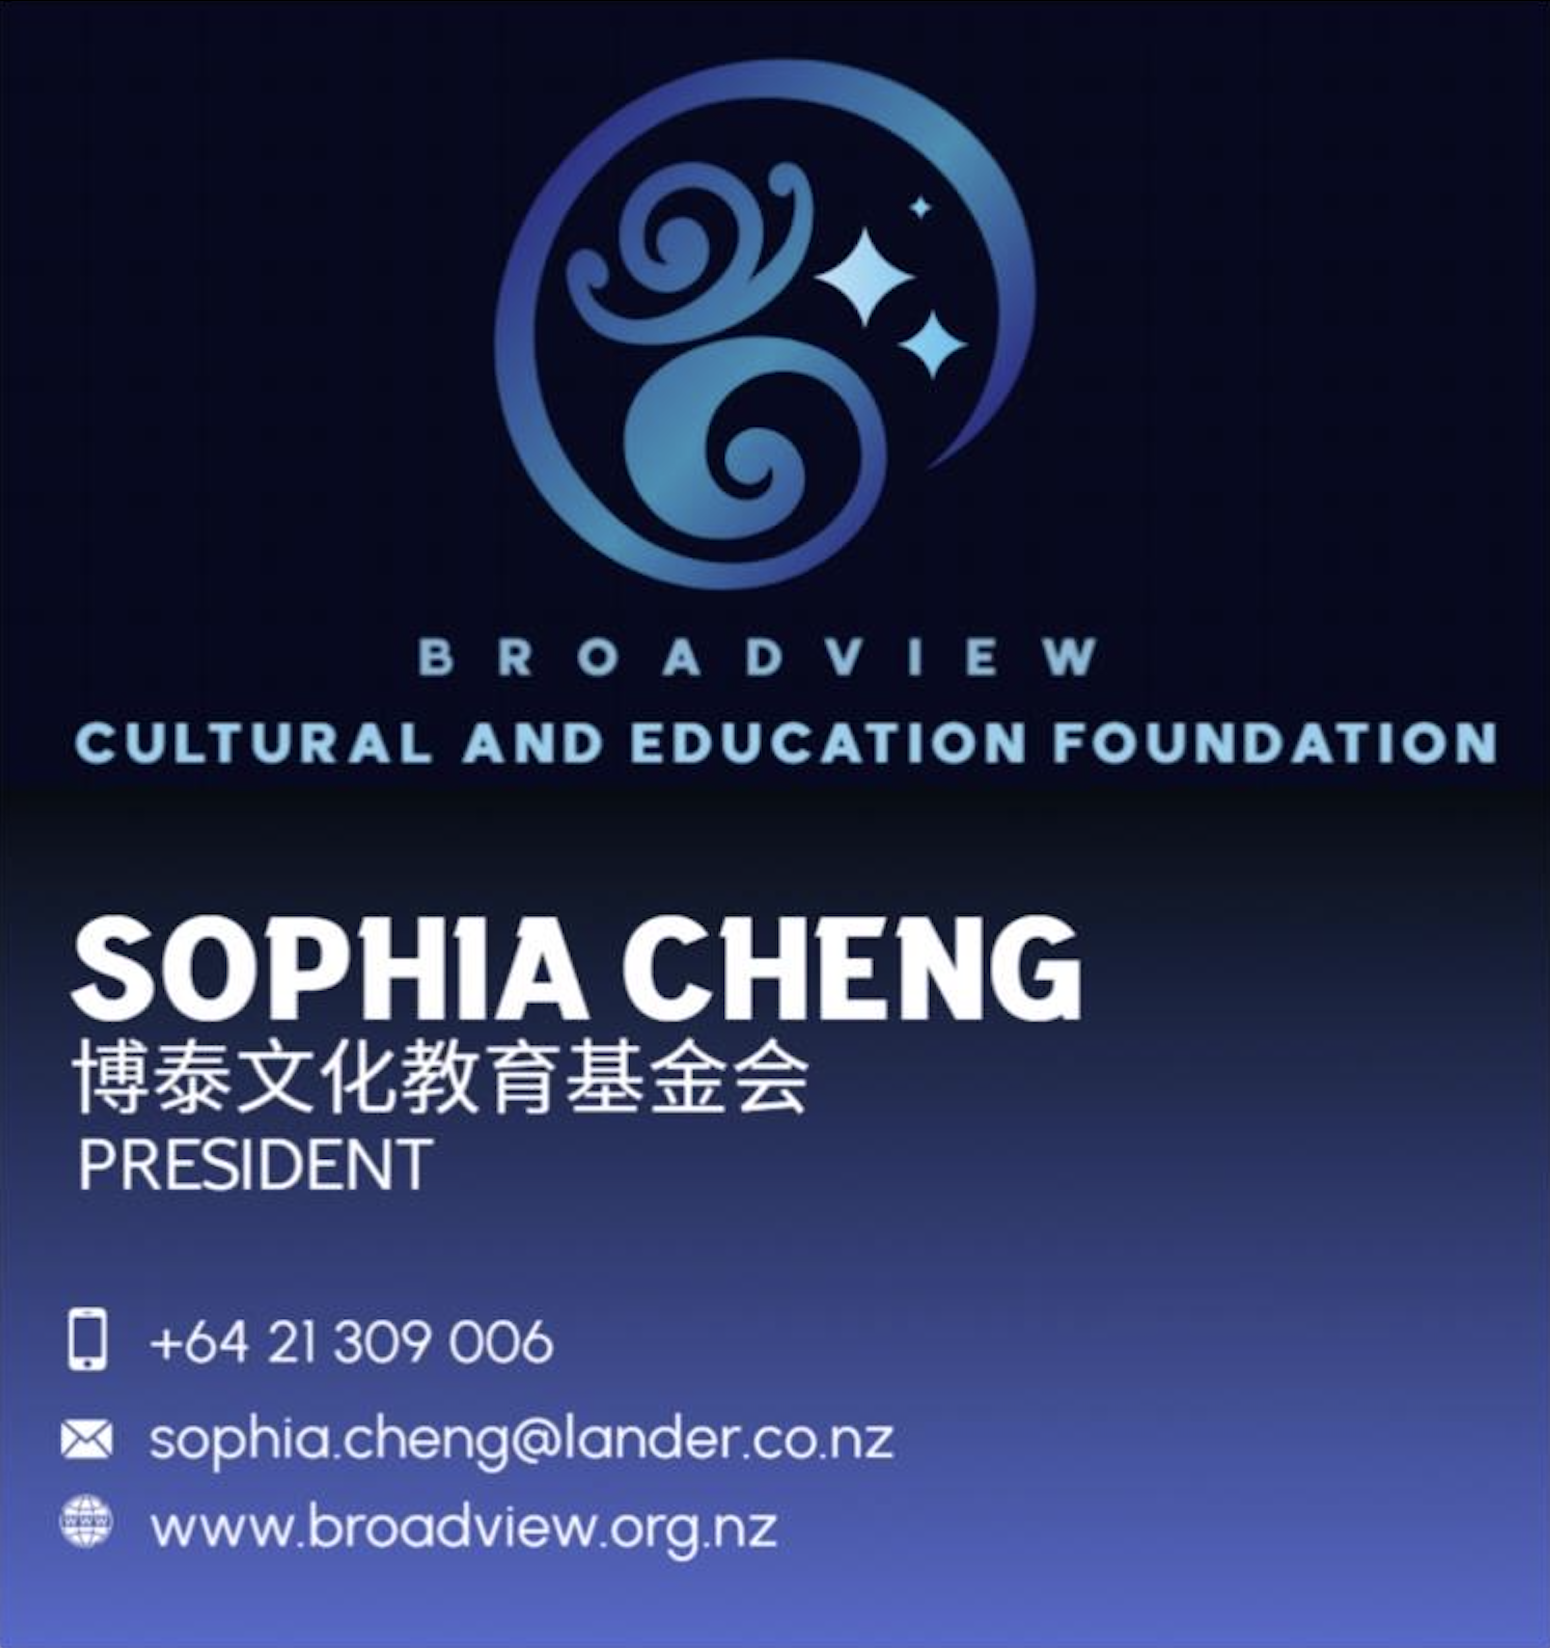 BROADVIEW
CULTURAL AND EDUCATION FOUNDATION
SOPHIA CHENG
博泰文化教育基金会
PRESIDENT
+64 21 309 006
sophia.cheng@lander.co.nz
www
www.broadview.org.nz